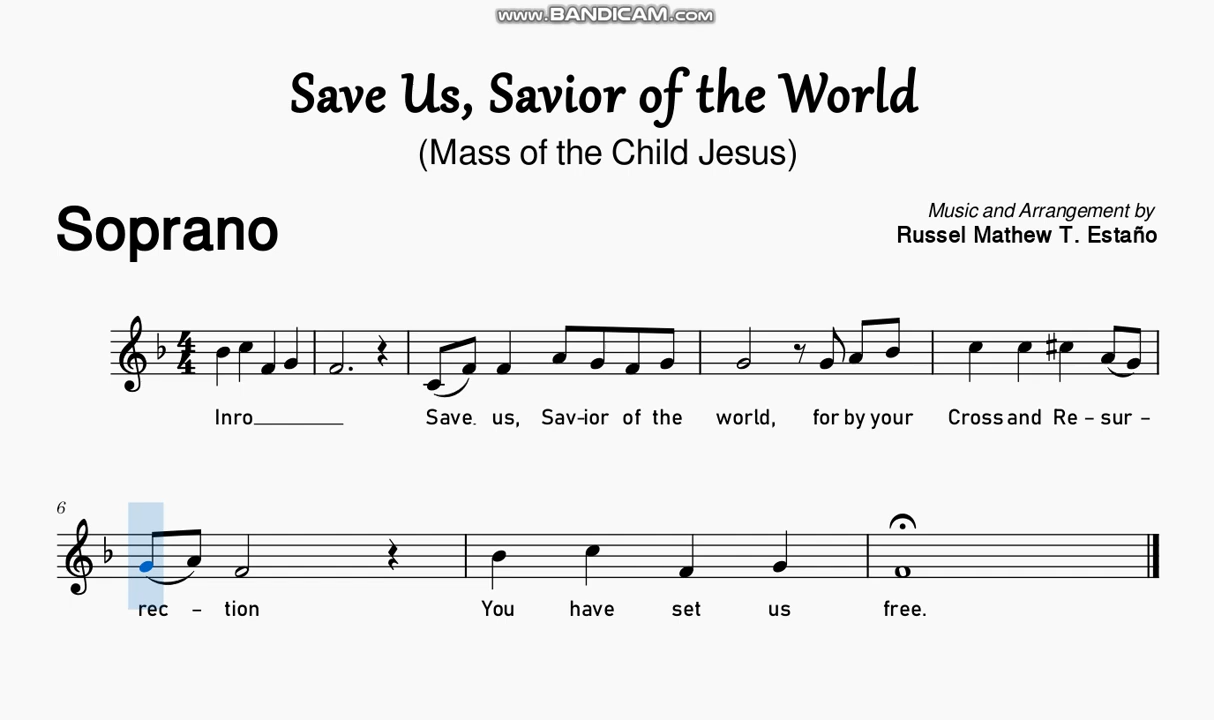 www.BANDICAM.com
Save Us, Savior of the World
(Mass of the Child Jesus)
Soprano
Music and Arrangement by
Russel Mathew T. Estaño
4
4
Inro
Save us, Sav-ior of the world, for by your Cross and Re - sur -
6
rec - tion You have set us free.